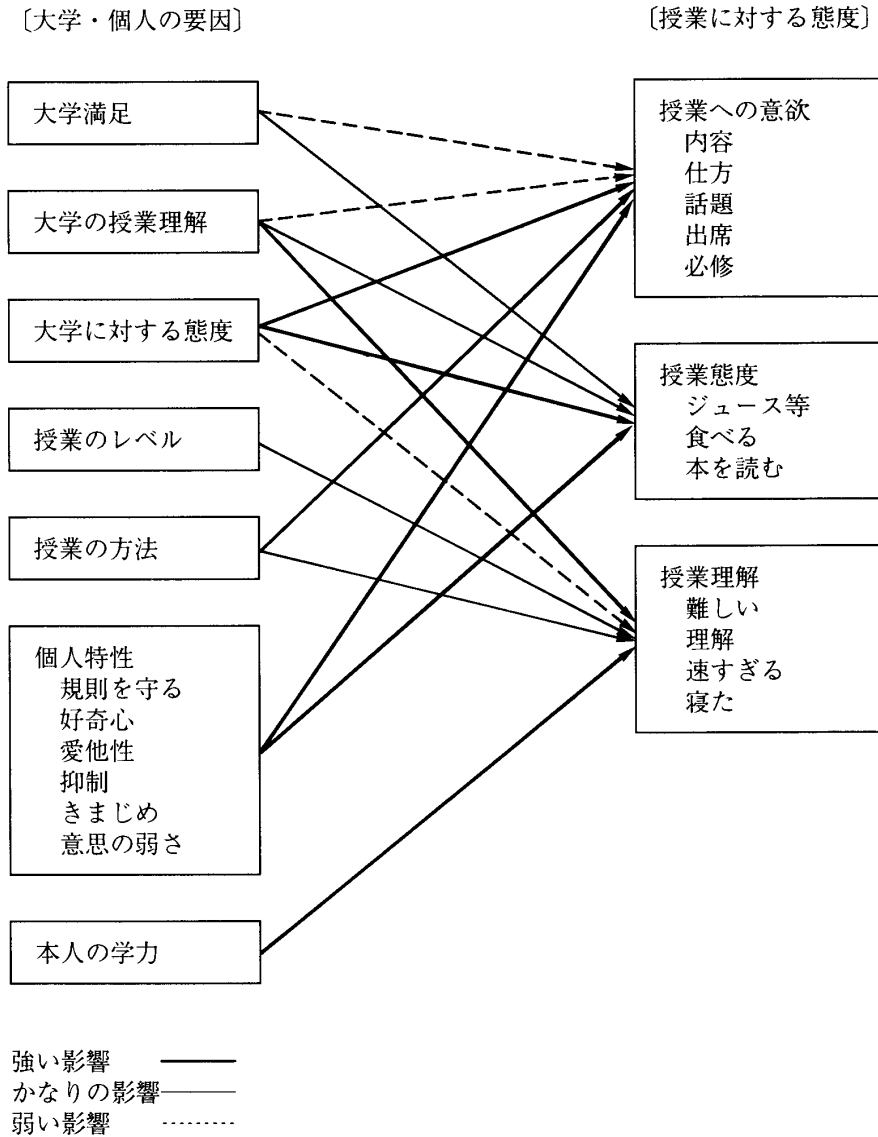 〔大学・個人の要因〕
〔授業に対する態度〕
大学満足
大学の授業理解
大学に対する態度
授業のレベル
授業の方法
個人特性
規則を守る
好奇心
愛他性
抑制
きまじめ
意思の弱さ
本人の学力
授業への意欲
内容
仕方
話題
出席
必修
授業態度
ジュース等
食べる
本を読む
授業理解
難しい
理解
速すぎる
寝た
強い影響
かなりの影響
弱い影響